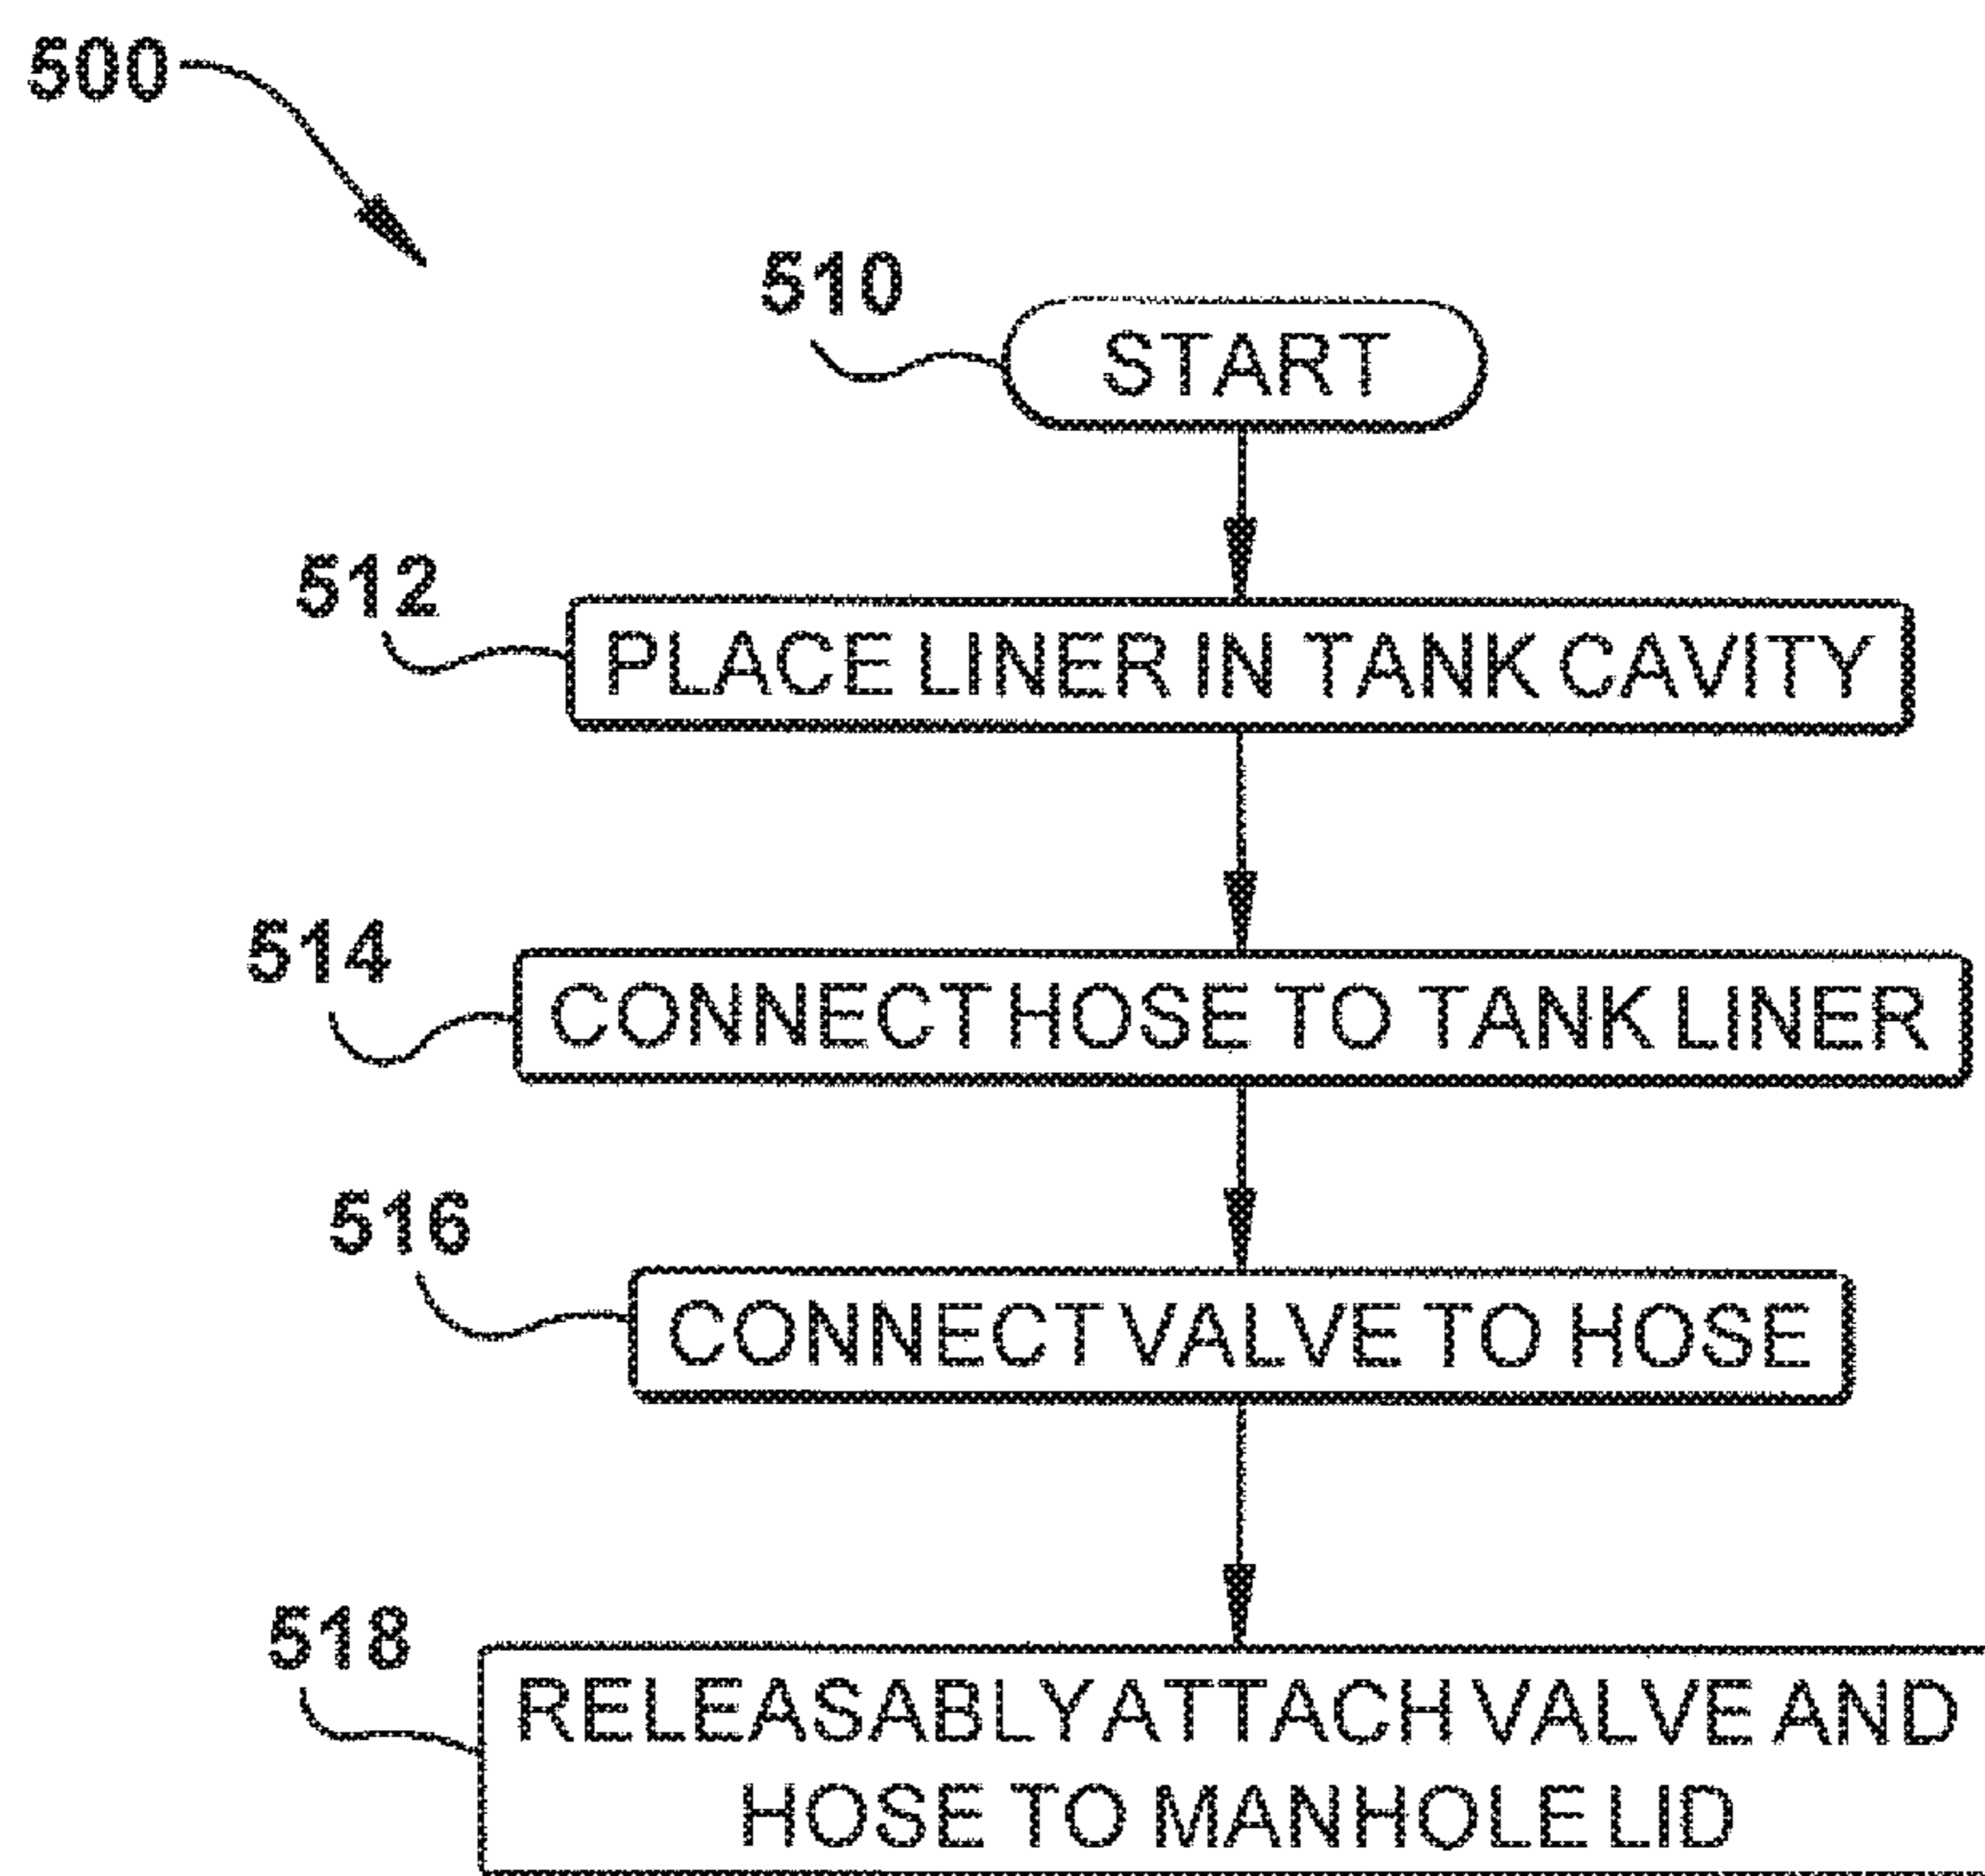 500
510
START
512
PLACE LINER IN TANK CAVITY
514
CONNECT HOSE TO TANK LINER
516
CONNECT VALVE TO HOSE
518
RELEASABLY ATTACH VALVE AND
HOSE TO MANHOLE LID